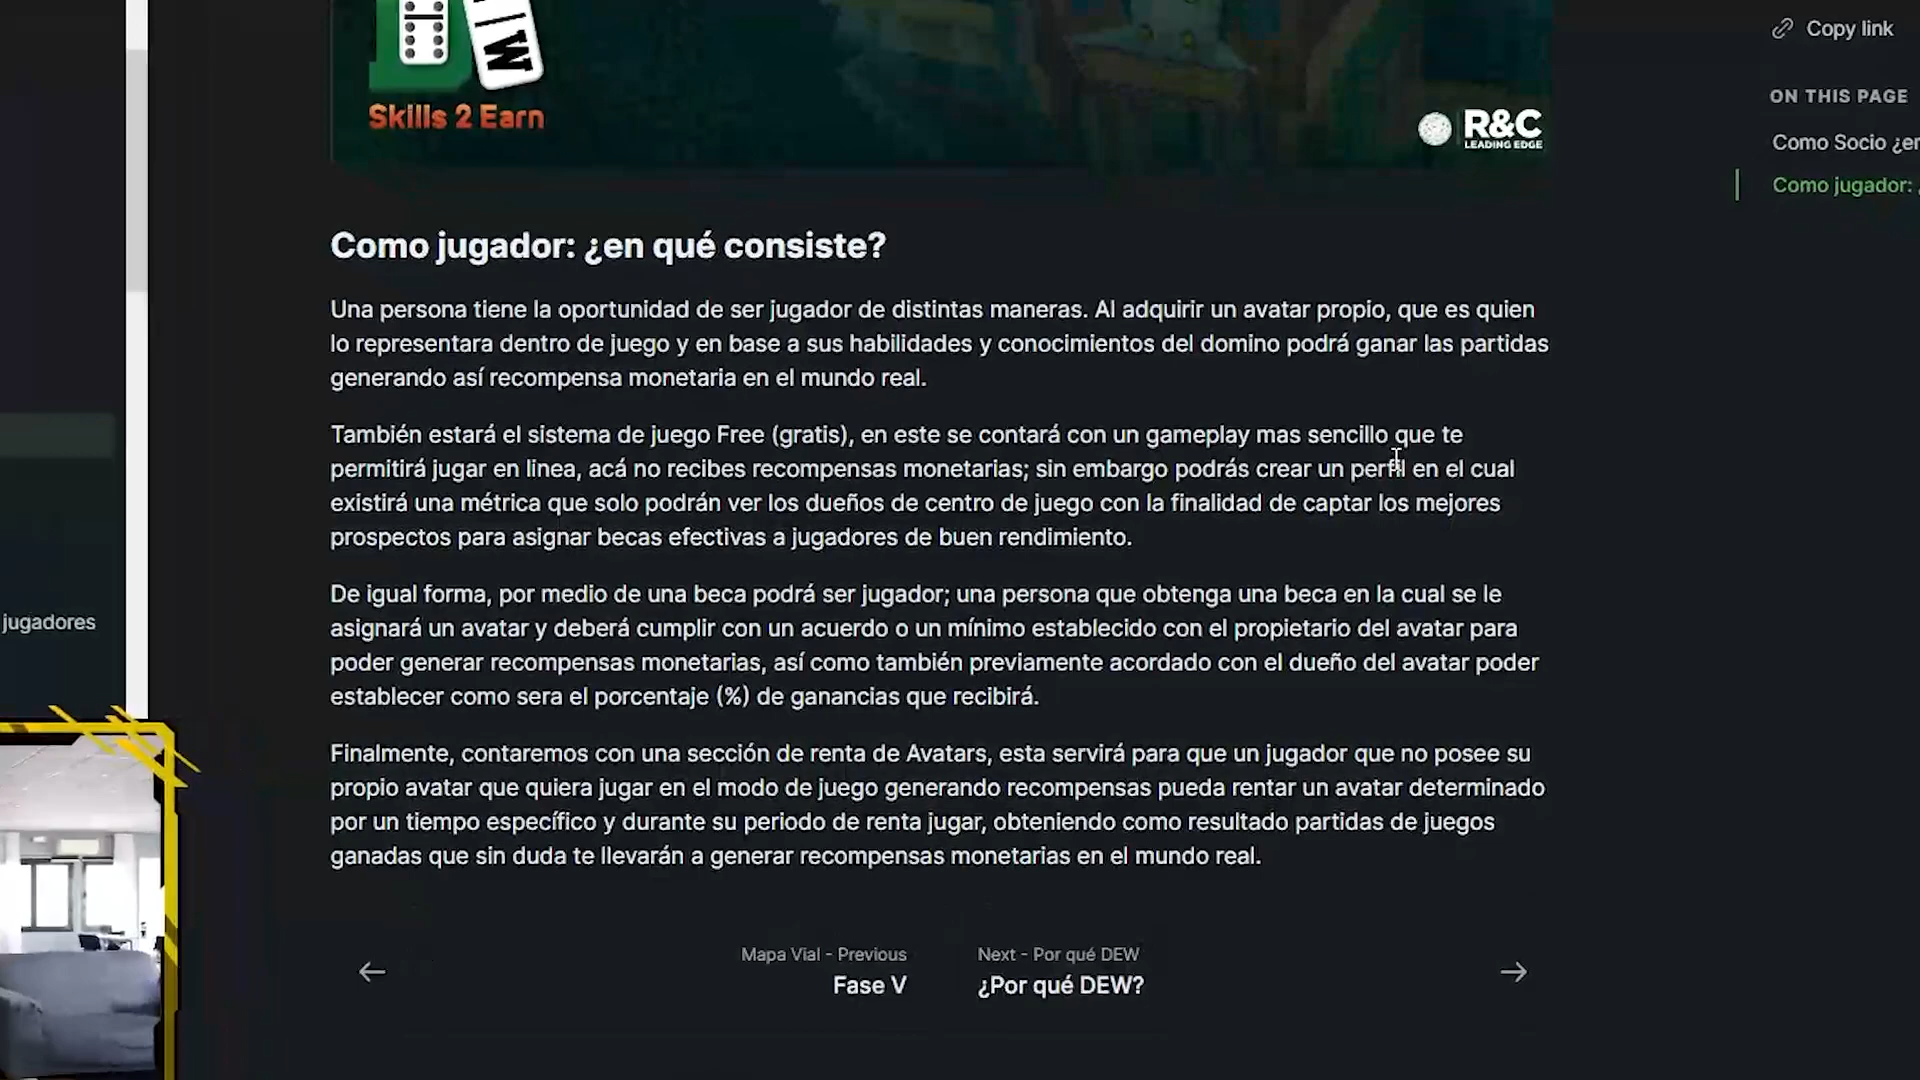 W
Skills 2 Earn
R&C
LEADING EDGE
Copy link
ON THIS PAGE
Como Socio ¿en
Como jugador: ¿
Como jugador: ¿en qué consiste?
Una persona tiene la oportunidad de ser jugador de distintas maneras. Al adquirir un avatar propio, que es quien
lo representara dentro de juego y en base a sus habilidades y conocimientos del domino podrá ganar las partidas
generando así recompensa monetaria en el mundo real.
También estará el sistema de juego Free (gratis), en este se contará con un gameplay mas sencillo que te
permitirá jugar en linea, acá no recibes recompensas monetarias; sin embargo podrás crear un perfil en el cual
existirá una métrica que solo podrán ver los dueños de centro de juego con la finalidad de captar los mejores
prospectos para asignar becas efectivas a jugadores de buen rendimiento.
De igual forma, por medio de una beca podrá ser jugador; una persona que obtenga una beca en la cual se le
asignará un avatar y deberá cumplir con un acuerdo o un mínimo establecido con el propietario del avatar para
poder generar recompensas monetarias, así como también previamente acordado con el dueño del avatar poder
establecer como sera el porcentaje (%) de ganancias que recibirá.
Finalmente, contaremos con una sección de renta de Avatars, esta servirá para que un jugador que no posee su
propio avatar que quiera jugar en el modo de juego generando recompensas pueda rentar un avatar determinado
por un tiempo específico y durante su periodo de renta jugar, obteniendo como resultado partidas de juegos
ganadas que sin duda te llevarán a generar recompensas monetarias en el mundo real.
jugadores
Mapa Vial - Previous
Fase V
Next - Por qué DEW
¿Por qué DEW?